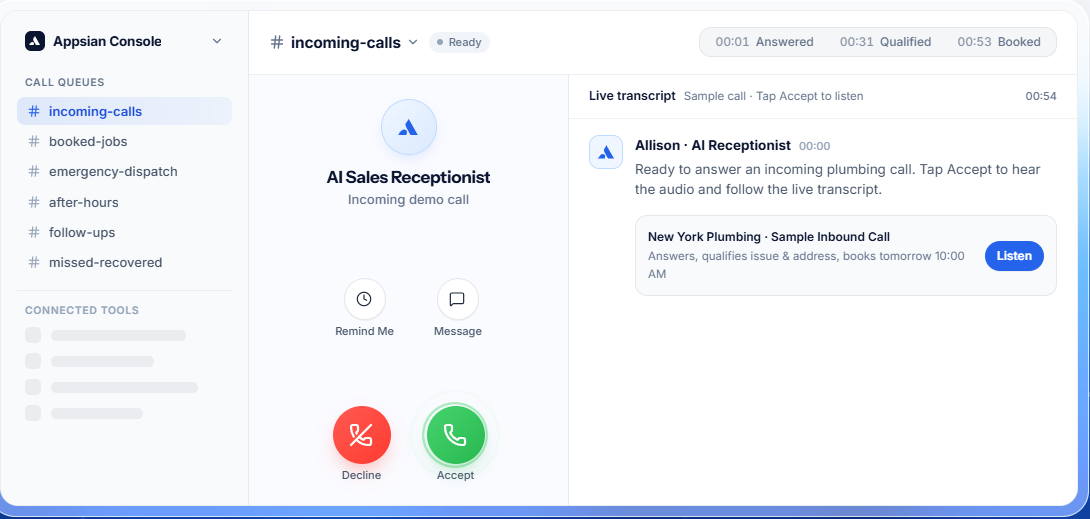 Appsian Console
CALL QUEUES
# incoming-calls
# booked-jobs
# emergency-dispatch
# after-hours
# follow-ups
# missed-recovered
CONNECTED TOOLS
# incoming-calls
Ready
00:01 Answered 00:31 Qualified 00:53 Booked
AI Sales Receptionist
Incoming demo call
Remind Me
Message
Decline
Accept
Live transcript Sample call · Tap Accept to listen 00:54
Allison · AI Receptionist 00:00
Ready to answer an incoming plumbing call. Tap Accept to hear
the audio and follow the live transcript.
New York Plumbing · Sample Inbound Call
Answers, qualifies issue & address, books tomorrow 10:00
AM
Listen